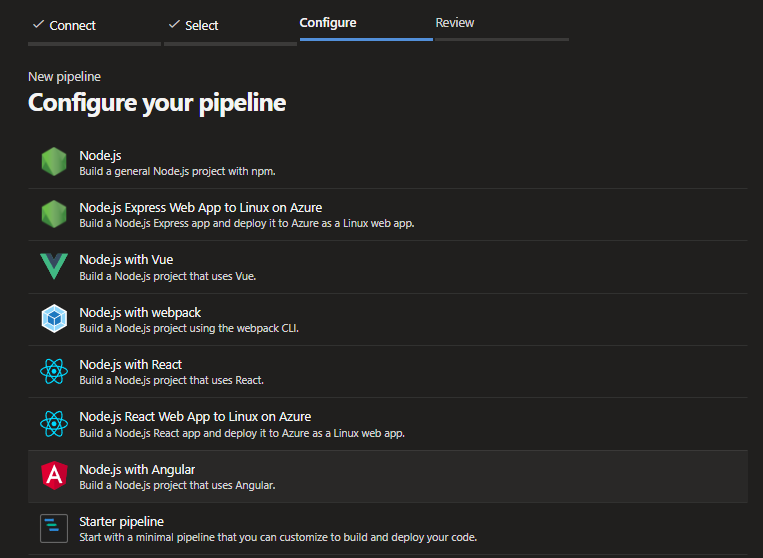 Connect
Select
Configure
Review
New pipeline
Configure your pipeline
Node.js
Build a general Node.js project with npm.
Node.js Express Web App to Linux on Azure
Build a Node.js Express app and deploy it to Azure as a Linux web app.
Node.js with Vue
Build a Node.js project that uses Vue.
Node.js with webpack
Build a Node.js project using the webpack CLI.
Node.js with React
Build a Node.js project that uses React.
Node.js React Web App to Linux on Azure
Build a Node.js React app and deploy it to Azure as a Linux web app.
Node.js with Angular
Build a Node.js project that uses Angular.
Starter pipeline
Start with a minimal pipeline that you can customize to build and deploy your code.